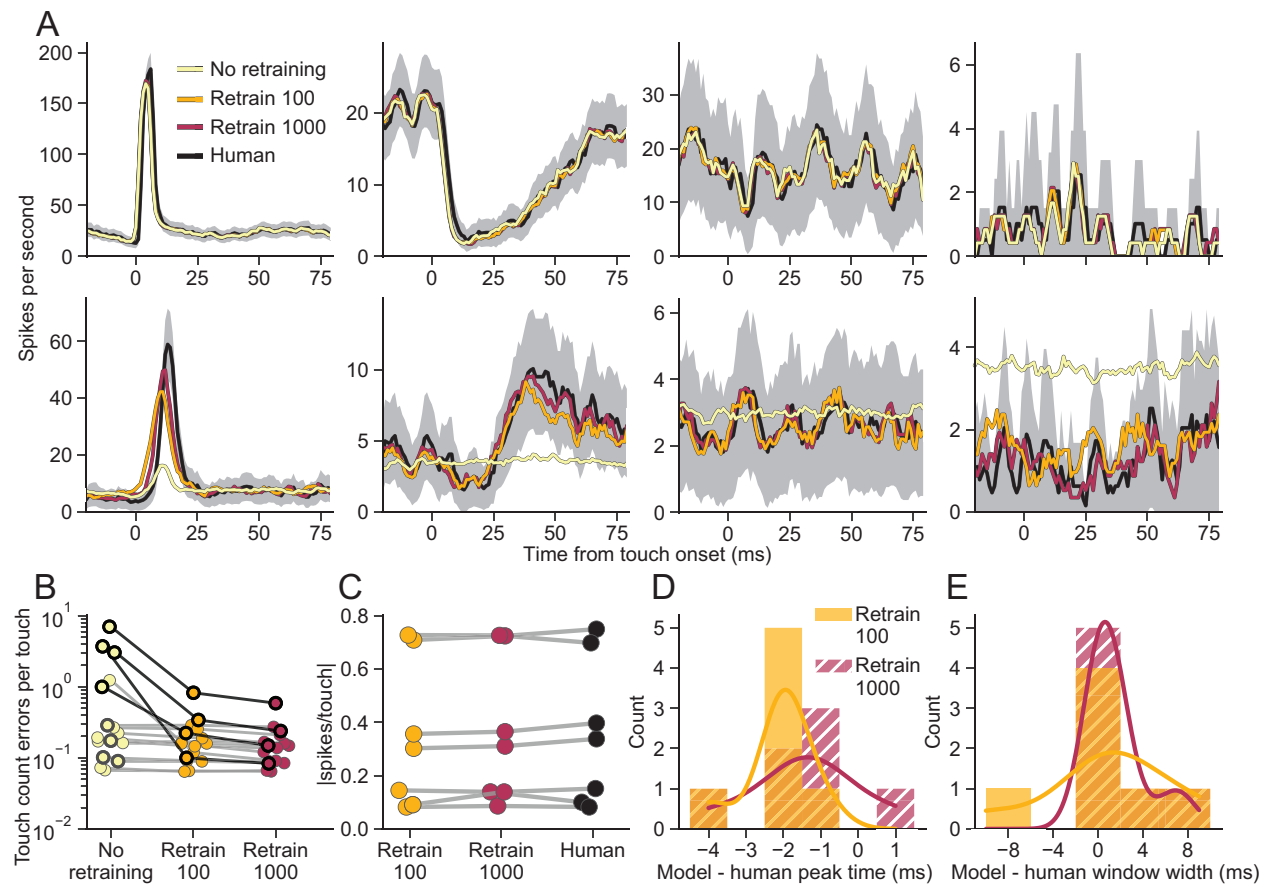 A
Spikes per second
200
150
100
50
0
No retraining
Retrain 100
Retrain 1000
Human
0 25 50 75
20
10
0
0 25 50 75
30
20
10
0
0 25 50 75
6
4
2
0
0 25 50 75
60
40
20
0
0 25 50 75
10
5
0
0 25 50 75
6
4
2
0
0 25 50 75
4
2
0
0 25 50 75
Time from touch onset (ms)
B
Touch count errors per touch
10^1
10^0
10^-1
10^-2
No retraining
Retrain 100
Retrain 1000
C
|spikes/touch|
0.8
0.6
0.4
0.2
0.0
Retrain 100
Retrain 1000
Human
D
Count
5
4
3
2
1
0
Retrain 100
Retrain 1000
−4 −3 −2 −1 0 1
Model - human peak time (ms)
E
Count
5
4
3
2
1
0
−8 −4 0 4 8
Model - human window width (ms)